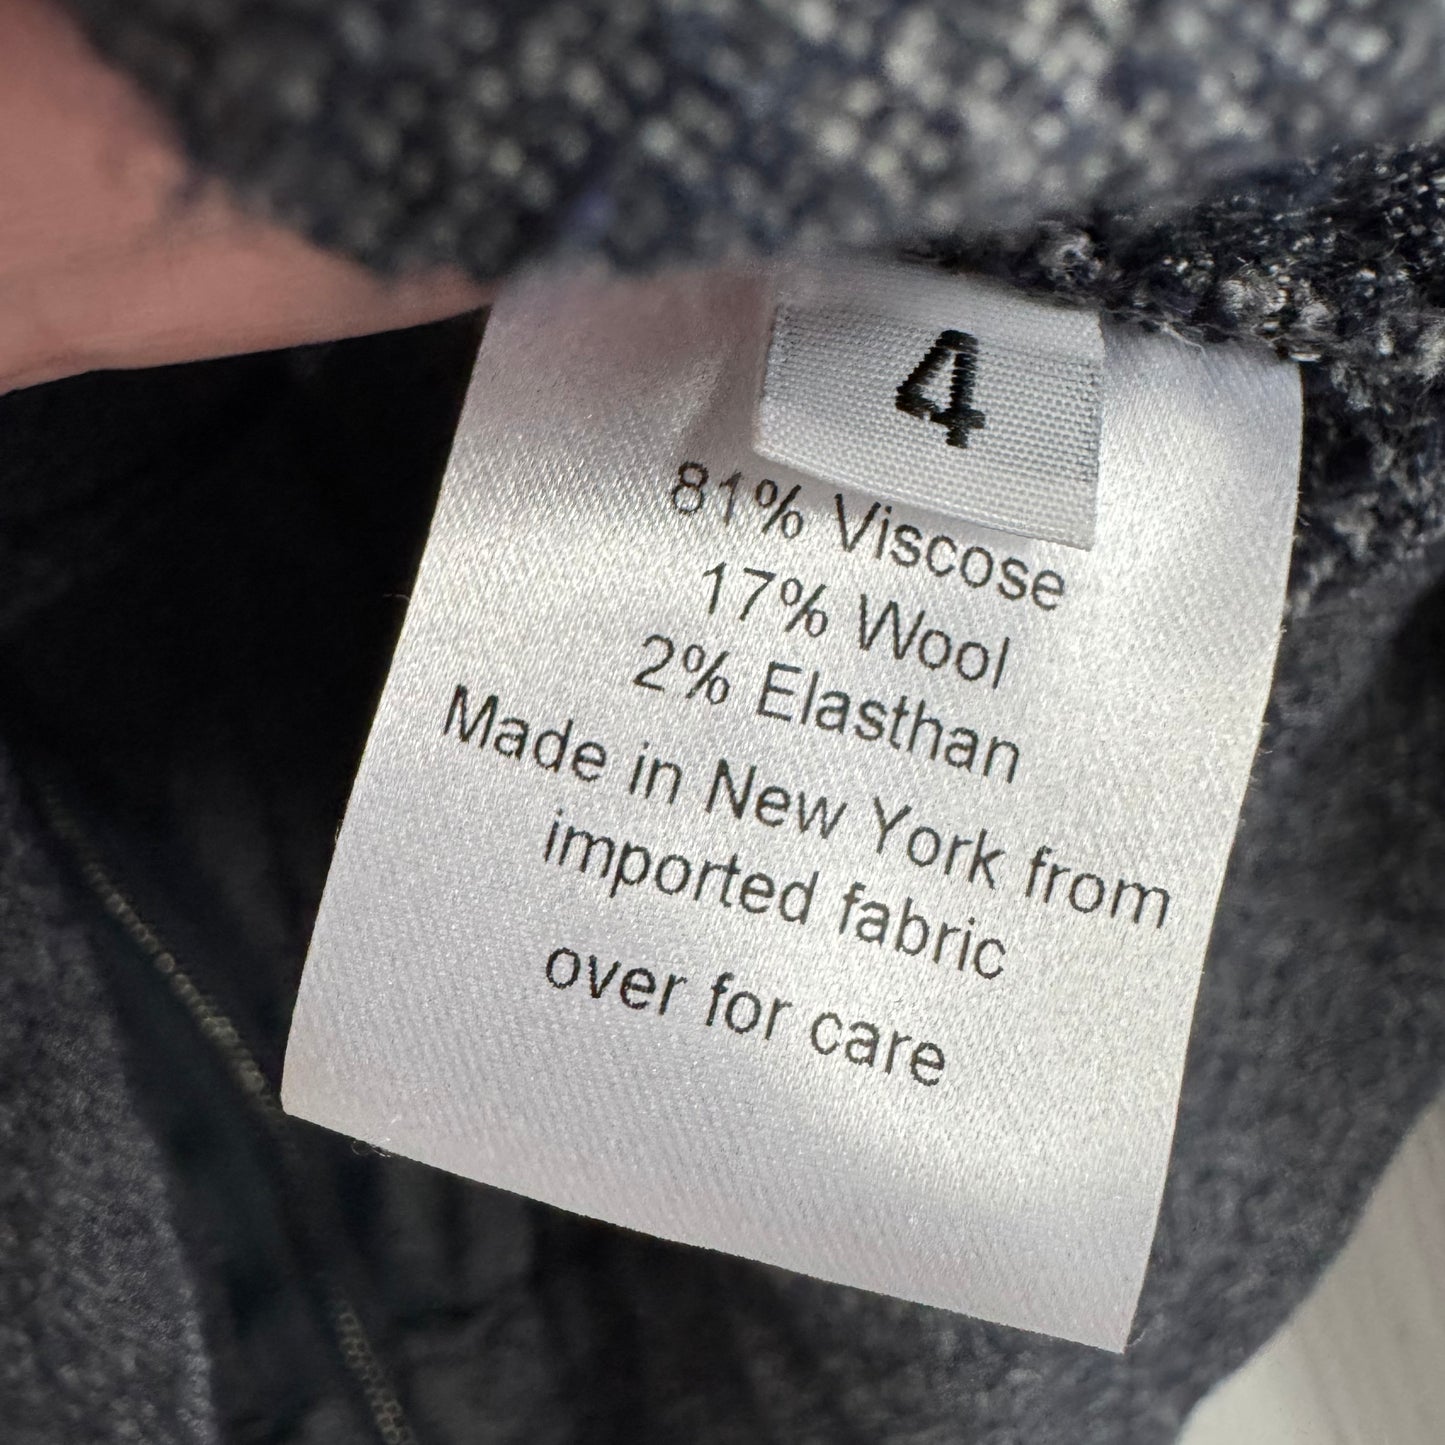 4
81% Viscose
17% Wool
2% Elasthan
Made in New York from
imported fabric
over for care